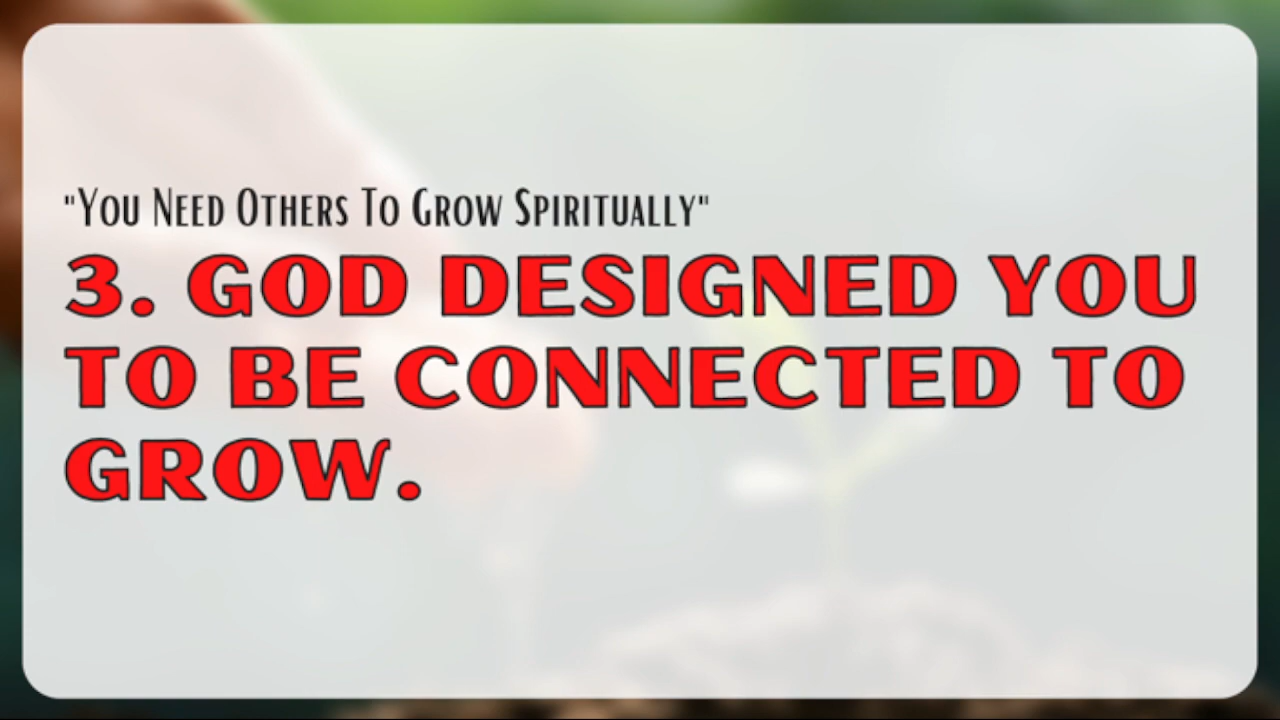 "You Need Others To Grow Spiritually"
3. GOD DESIGNED YOU
TO BE CONNECTED TO
GROW.